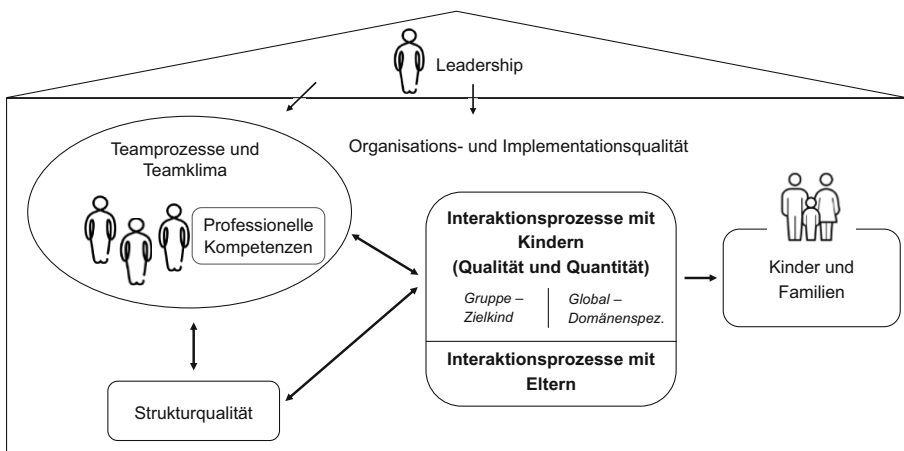 Leadership
Organisations- und Implementationsqualität
Teamprozesse und
Teamklima
Professionelle
Kompetenzen
Interaktionsprozesse mit
Kindern
(Qualität und Quantität)
Gruppe –
Zielkind
Global –
Domänenspez.
Interaktionsprozesse mit
Eltern
Kinder und
Familien
Strukturqualität